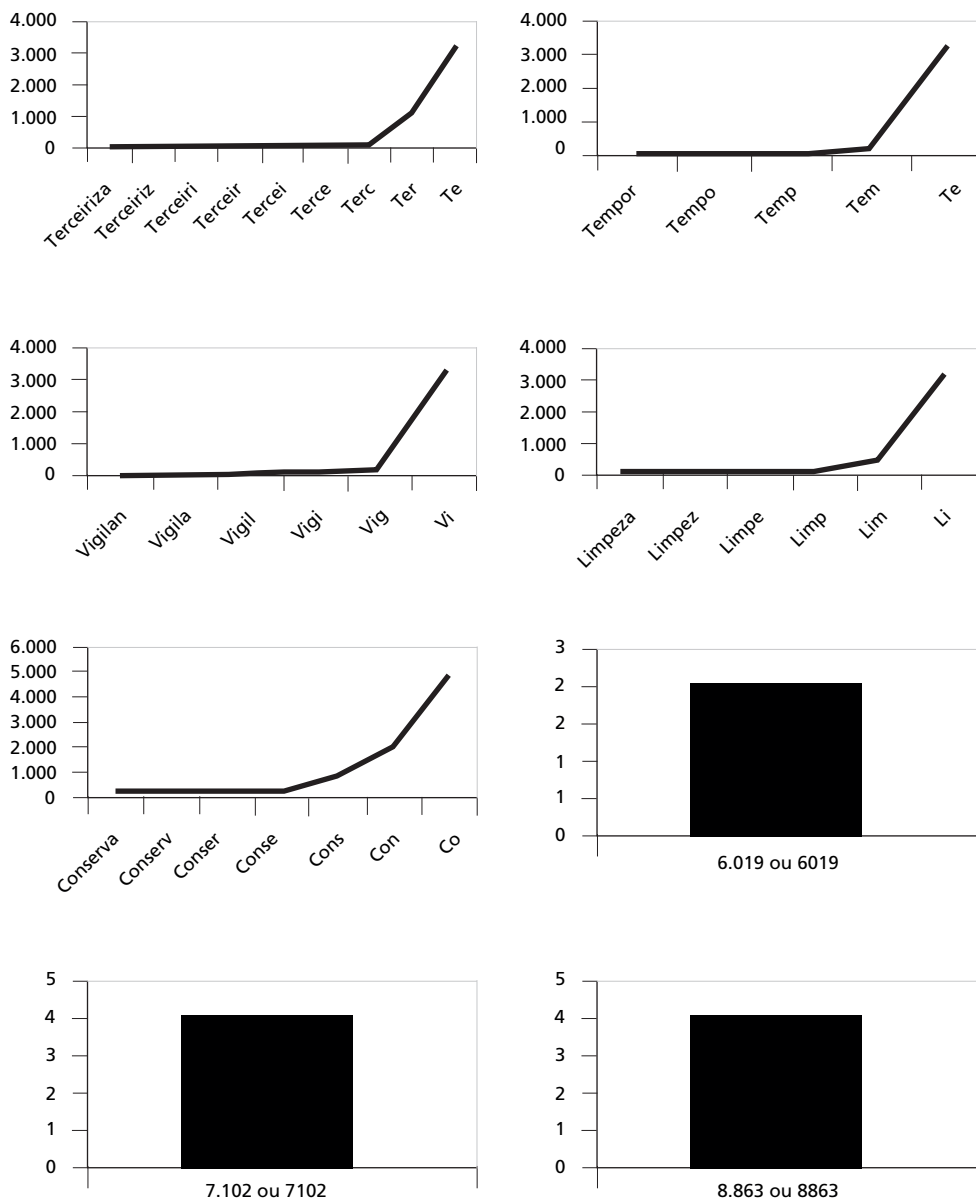 4.000
3.000
2.000
1.000
0
Terceiriza
Terceiriz
Terceiri
Terceir
Tercei
Terce
Terc
Ter
Te
4.000
3.000
2.000
1.000
0
Tempor
Tempo
Temp
Tem
Te
4.000
3.000
2.000
1.000
0
Vigilan
Vigila
Vigil
Vigi
Vig
Vi
4.000
3.000
2.000
1.000
0
Limpeza
Limpez
Limpe
Limp
Lim
Li
6.000
5.000
4.000
3.000
2.000
1.000
0
Conserva
Conserv
Conser
Conse
Cons
Con
Co
3
2
2
1
1
0
6.019 ou 6019
5
4
3
2
1
0
7.102 ou 7102
5
4
3
2
1
0
8.863 ou 8863